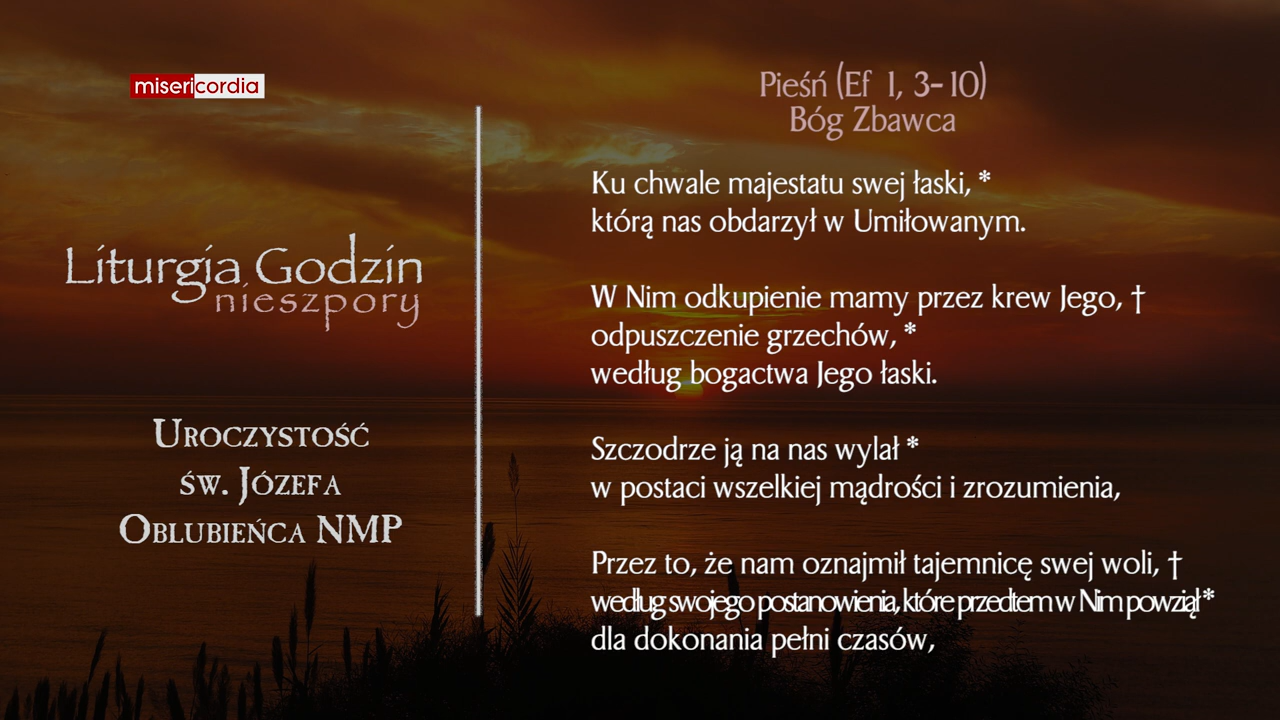 misericordia
Liturgia Godzin
nieszpory
Uroczystość
św. Józefa
Oblubieńca NMP
Pieśń (Ef 1, 3-10)
Bóg Zbawca
Ku chwale majestatu swej łaski, *
którą nas obdarzył w Umiłowanym.
W Nim odkupienie mamy przez krew Jego, †
odpuszczenie grzechów, *
według bogactwa Jego łaski.
Szczodrze ją na nas wylał *
w postaci wszelkiej mądrości i zrozumienia,
Przez to, że nam oznajmił tajemnicę swej woli, †
według swojego postanowienia, które przedtem w Nim powziął *
dla dokonania pełni czasów,